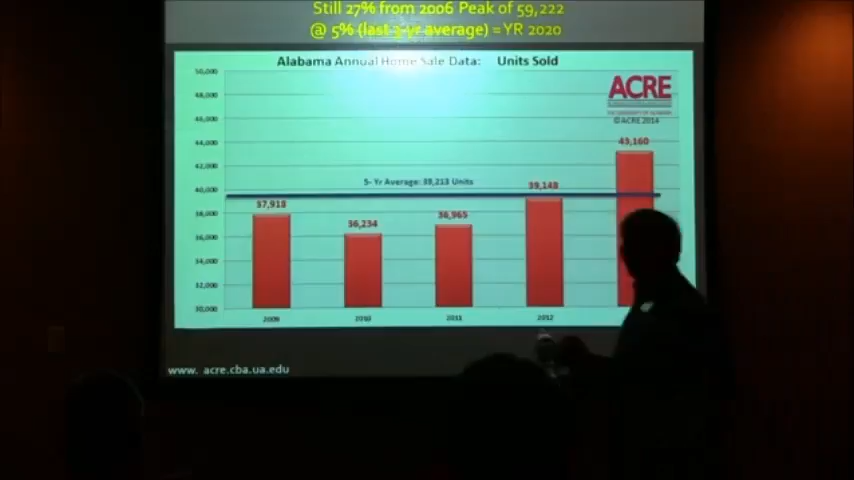 Still 27% from 2006 Peak of 59,222
@ 5% (last 3-yr average) = YR 2020
Alabama Annual Home Sale Data: Units Sold
ACRE
©ACRE 2014
50,000
48,000
46,000
44,000
42,000
40,000
38,000
36,000
34,000
32,000
30,000
5-Yr Average: Units
37,918
36,234
36,965
39,148
43,160
2009
2010
2011
2012
www. acre.cba.ua.edu